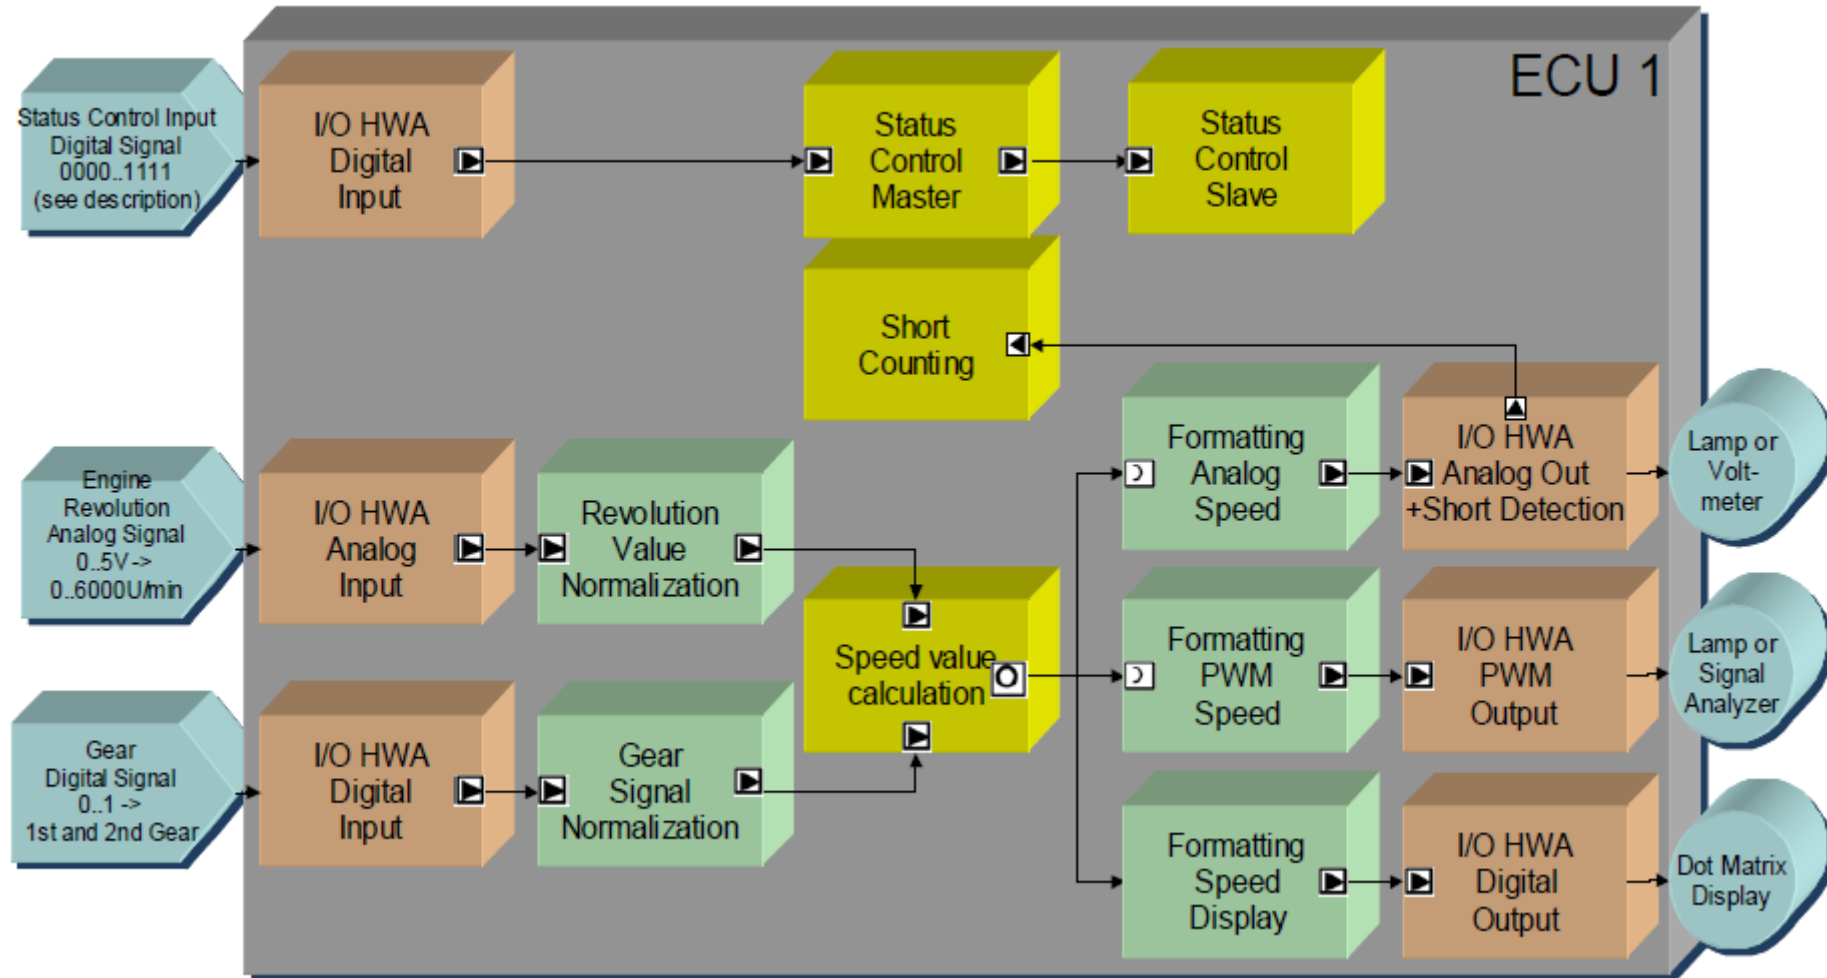 ECU 1
Status Control Input
Digital Signal
0000..1111
(see description)
I/O HWA
Digital
Input
Status
Control
Master
Status
Control
Slave
Short
Counting
Engine
Revolution
Analog Signal
0..5V->
0..6000U/min
I/O HWA
Analog
Input
Revolution
Value
Normalization
Speed value
calculation
Formatting
Analog
Speed
I/O HWA
Analog Out
+Short Detection
Lamp or
Volt-
meter
Formatting
PWM
Speed
I/O HWA
PWM
Output
Lamp or
Signal
Analyzer
Gear
Digital Signal
0..1 ->
1st and 2nd Gear
I/O HWA
Digital
Input
Gear
Signal
Normalization
Formatting
Speed
Display
I/O HWA
Digital
Output
Dot Matrix
Display